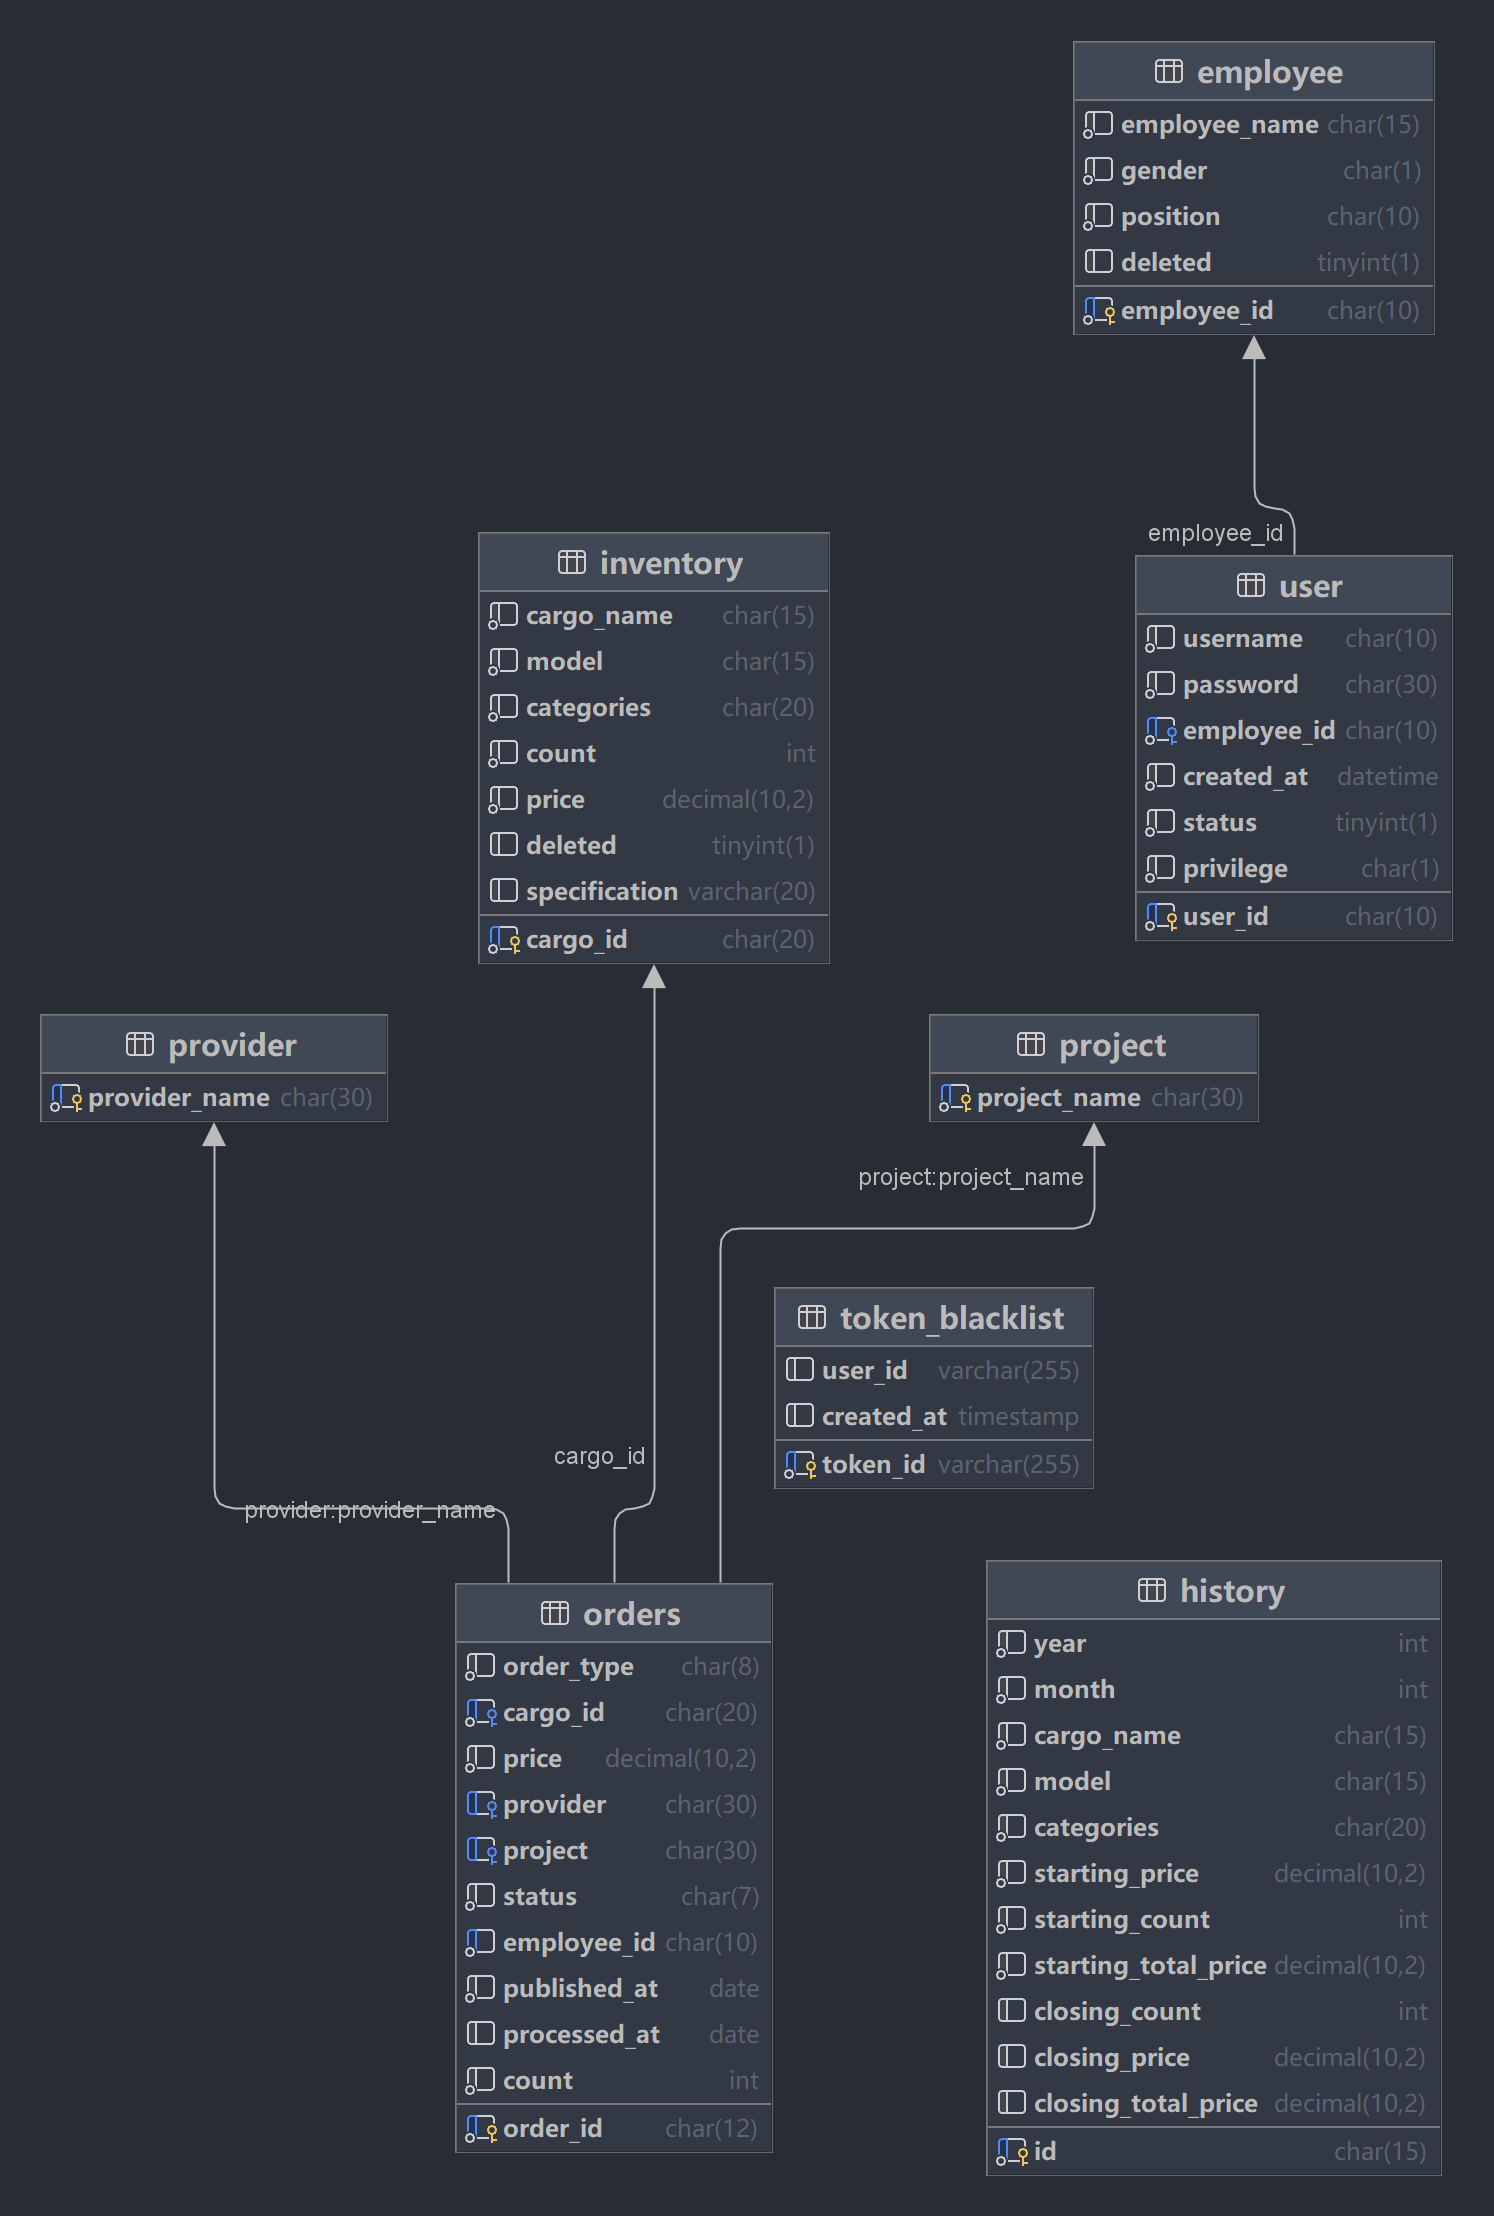 employee
employee_name char(15)
gender char(1)
position char(10)
deleted tinyint(1)
employee_id char(10)
employee_id
inventory
cargo_name char(15)
model char(15)
categories char(20)
count int
price decimal(10,2)
deleted tinyint(1)
specification varchar(20)
cargo_id char(20)
user
username char(10)
password char(30)
employee_id char(10)
created_at datetime
status tinyint(1)
privilege char(1)
user_id char(10)
provider
provider_name char(30)
project
project_name char(30)
project:project_name
token_blacklist
user_id varchar(255)
created_at timestamp
token_id varchar(255)
cargo_id
provider:provider_name
orders
order_type char(8)
cargo_id char(20)
price decimal(10,2)
provider char(30)
project char(30)
status char(7)
employee_id char(10)
published_at date
processed_at date
count int
order_id char(12)
history
year int
month int
cargo_name char(15)
model char(15)
categories char(20)
starting_price decimal(10,2)
starting_count int
starting_total_price decimal(10,2)
closing_count int
closing_price decimal(10,2)
closing_total_price decimal(10,2)
id char(15)